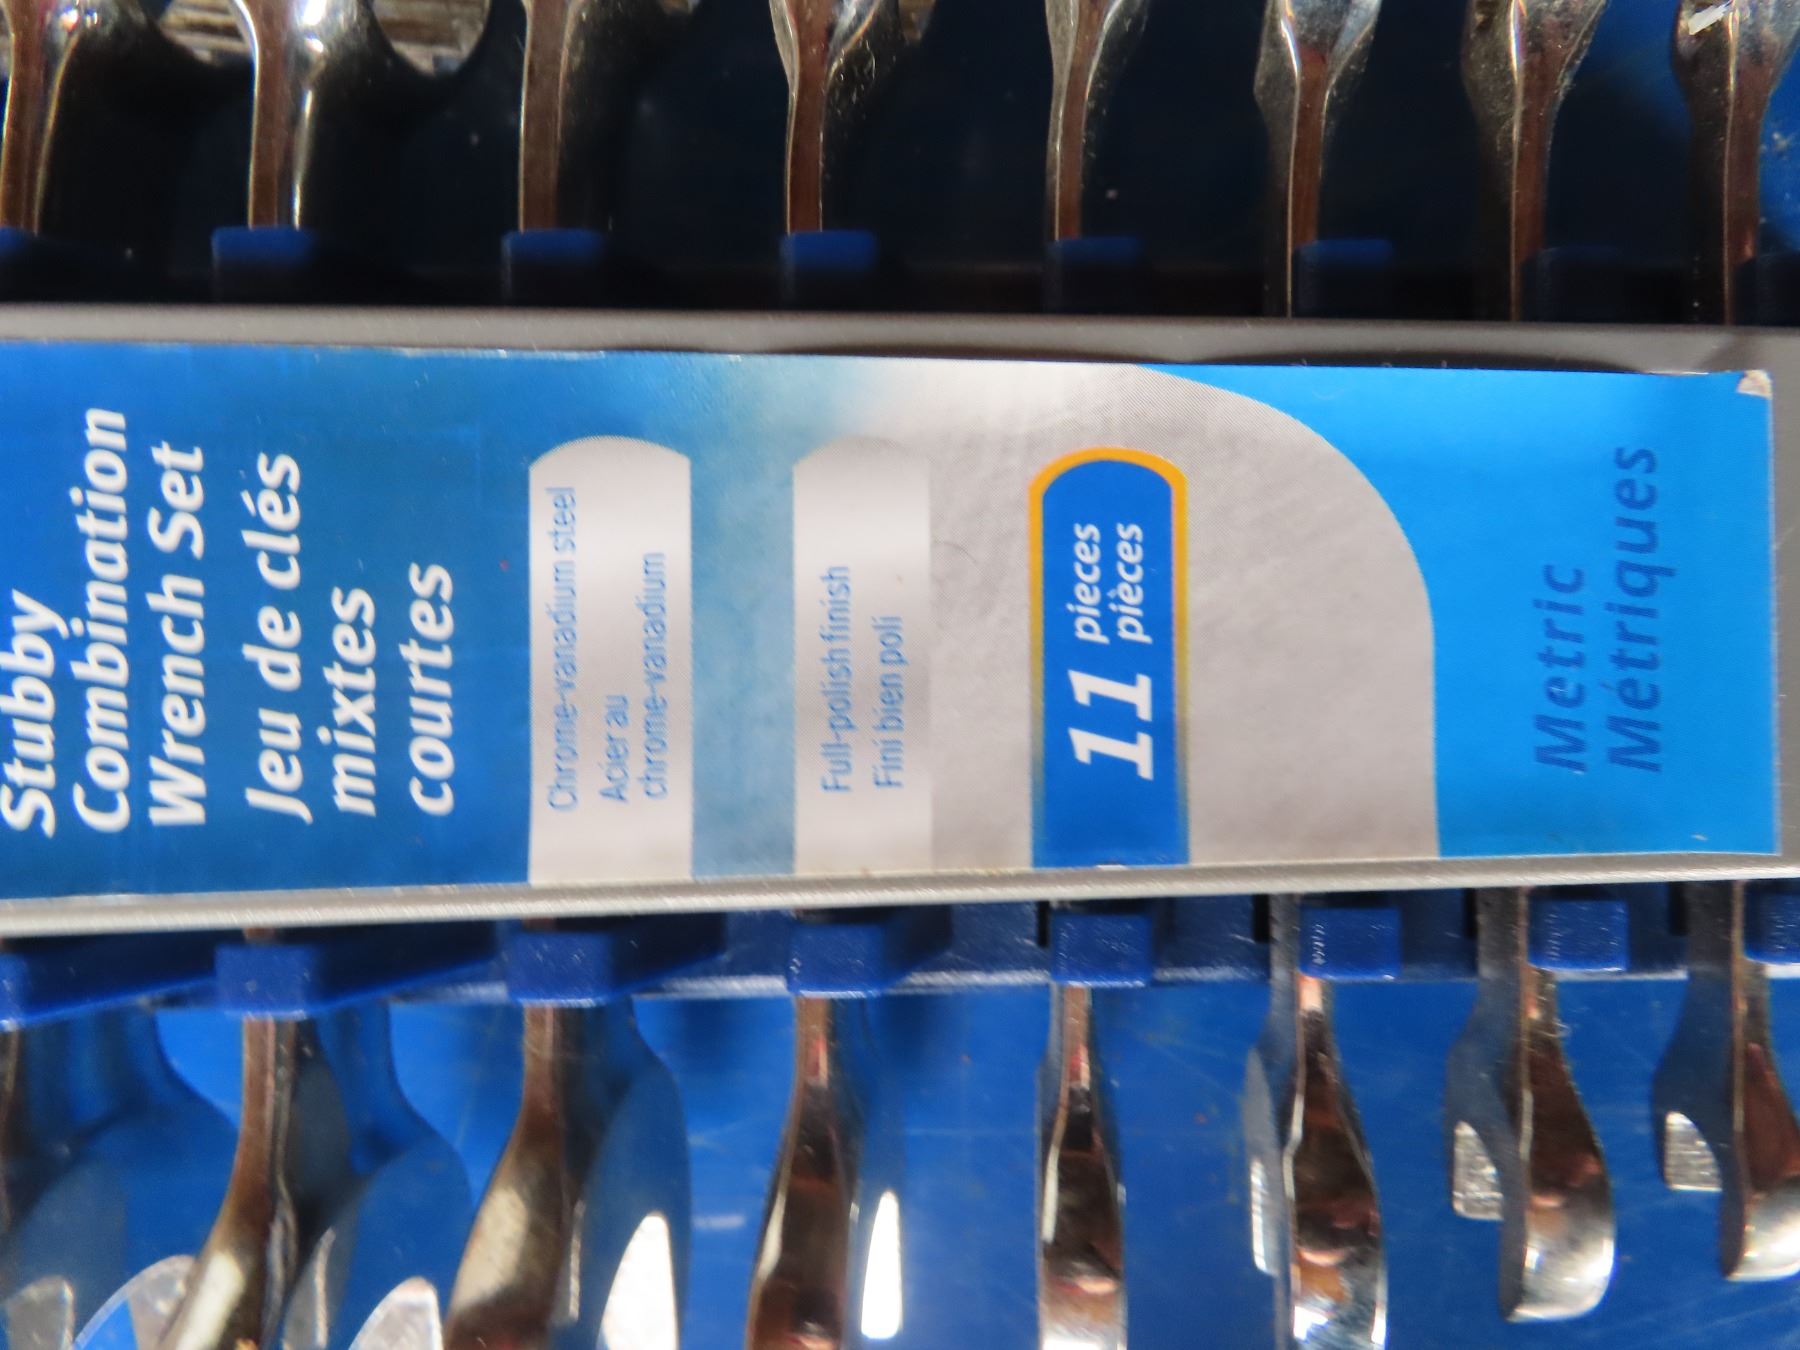 Stubby
Combination
Wrench Set
Jeu de clés
mixtes
courtes
Chrome-vanadium steel
Acier au
chrome-vanadium
Full-polish finish
Fini bien poli
11 pieces
pièces
Metric
Métriques